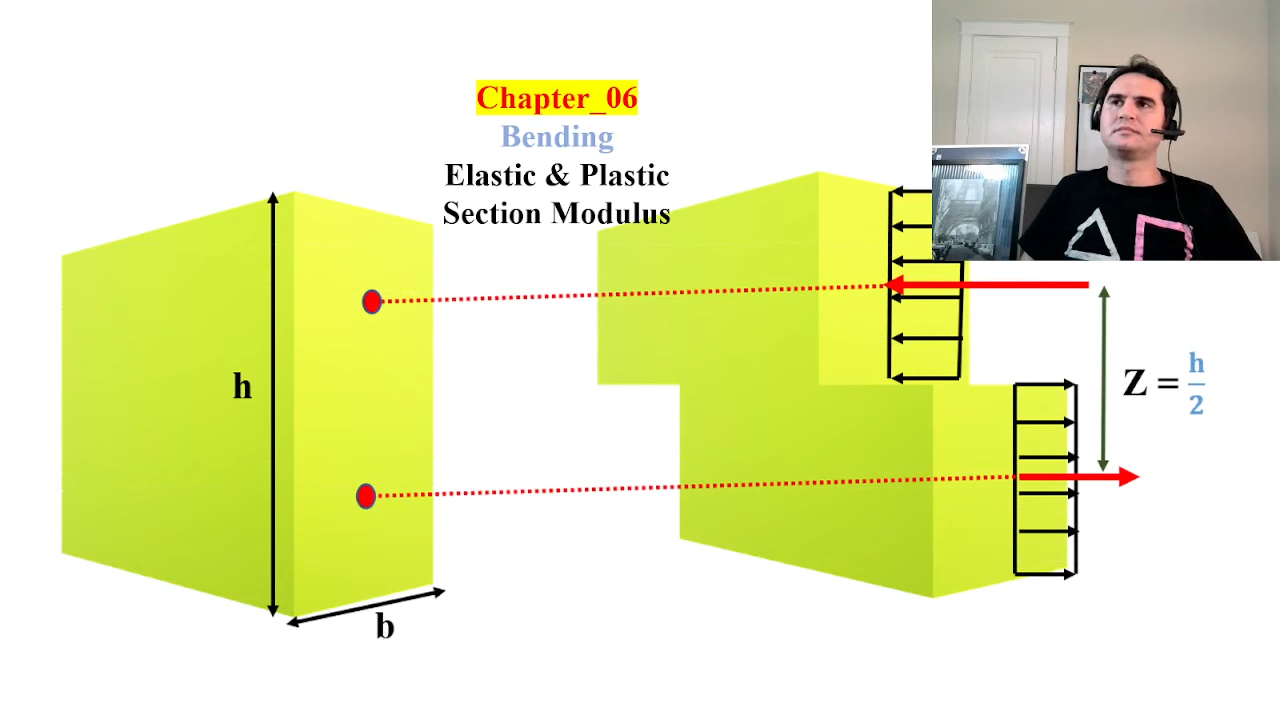 Chapter_06
Bending
Elastic & Plastic
Section Modulus
h
Z = h/2
b